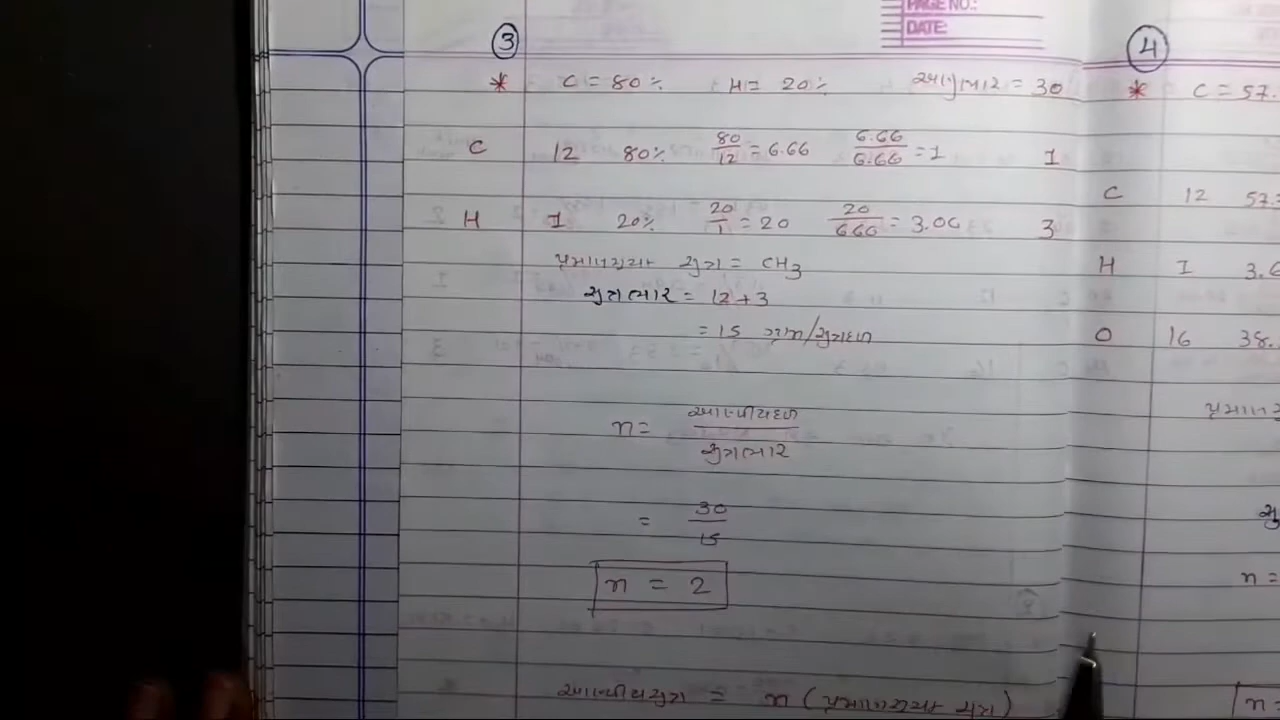 PAGE NO.:
DATE:
③
* C = 80% H = 20% અણુભાર = 30
C 12 80% 80/12 = 6.66 6.66/6.66 = 1 1
H 1 20% 20/1 = 20 20/660 = 3.00 3
પ્રમાણસૂચક સૂત્ર = CH3
સૂત્રભાર = 12 + 3
= 15 ગ્રામ/સૂત્રદળ
n = આણ્વીયદળ/સૂત્રભાર
= 30/15
n = 2
આણ્વીયસૂત્ર = n (પ્રમાણસૂચક સૂત્ર)
④
* C = 57.
C 12 57.
H 1 3.
O 16 38.
n =
n =